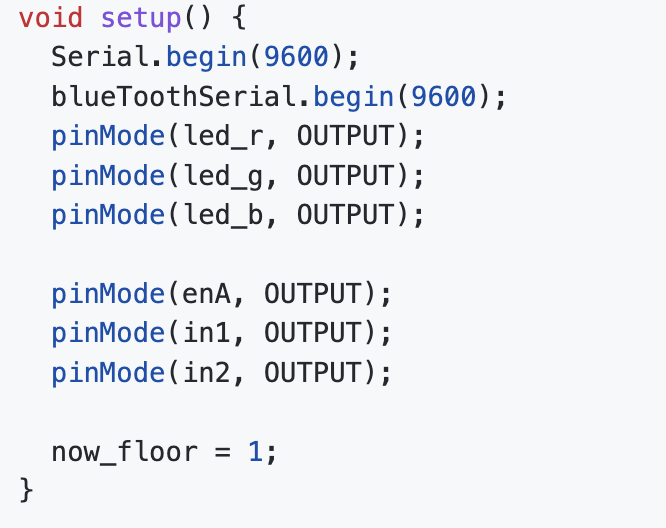 void setup() {
  Serial.begin(9600);
  blueToothSerial.begin(9600);
  pinMode(led_r, OUTPUT);
  pinMode(led_g, OUTPUT);
  pinMode(led_b, OUTPUT);

  pinMode(enA, OUTPUT);
  pinMode(in1, OUTPUT);
  pinMode(in2, OUTPUT);

  now_floor = 1;
}